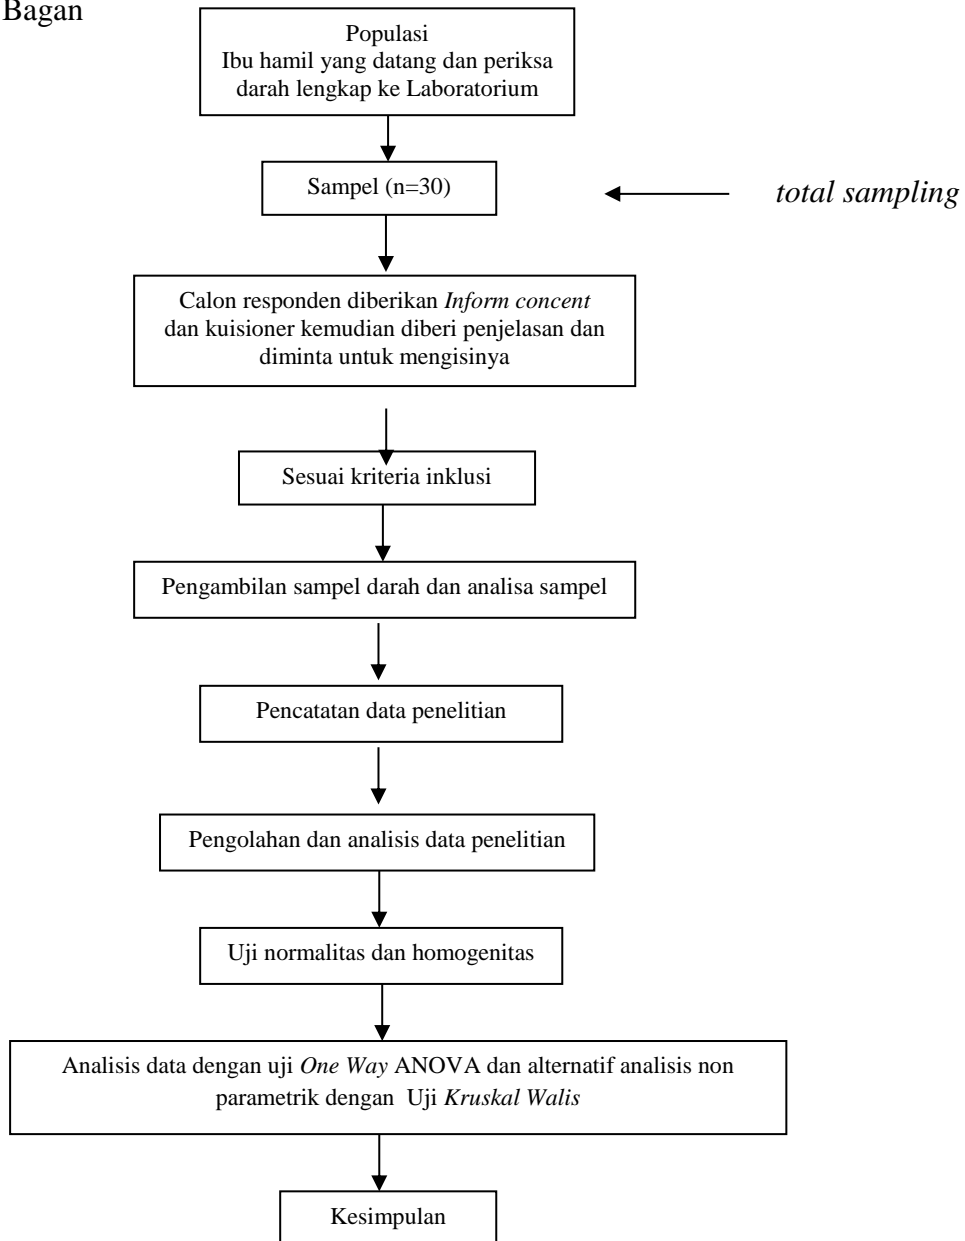 Bagan
Populasi
Ibu hamil yang datang dan periksa
darah lengkap ke Laboratorium
Sampel (n=30)
total sampling
Calon responden diberikan Inform concent
dan kuisioner kemudian diberi penjelasan dan
diminta untuk mengisinya
Sesuai kriteria inklusi
Pengambilan sampel darah dan analisa sampel
Pencatatan data penelitian
Pengolahan dan analisis data penelitian
Uji normalitas dan homogenitas
Analisis data dengan uji One Way ANOVA dan alternatif analisis non
parametrik dengan Uji Kruskal Walis
Kesimpulan